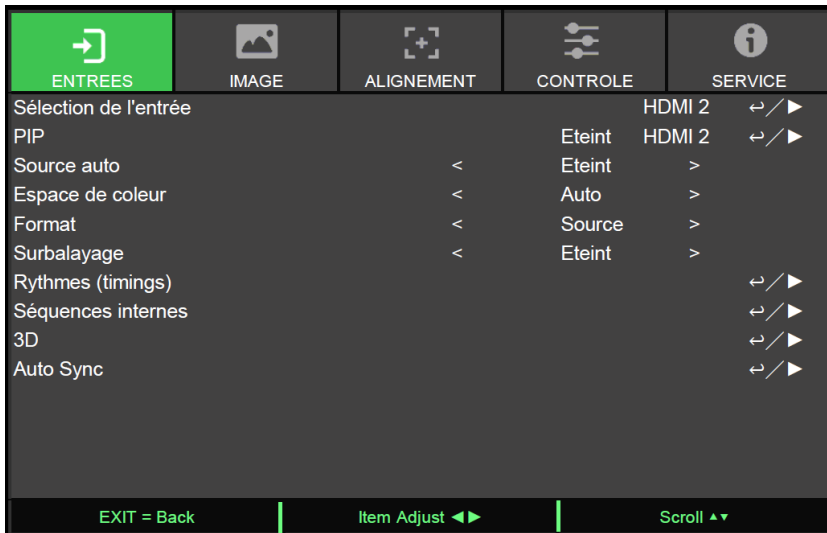 ENTREES IMAGE ALIGNEMENT CONTROLE SERVICE
Sélection de l'entrée HDMI 2 ↩/▶
PIP Eteint HDMI 2 ↩/▶
Source auto < Eteint >
Espace de coleur < Auto >
Format < Source >
Surbalayage < Eteint >
Rythmes (timings) ↩/▶
Séquences internes ↩/▶
3D ↩/▶
Auto Sync ↩/▶
EXIT = Back Item Adjust ◀▶ Scroll ▲▼